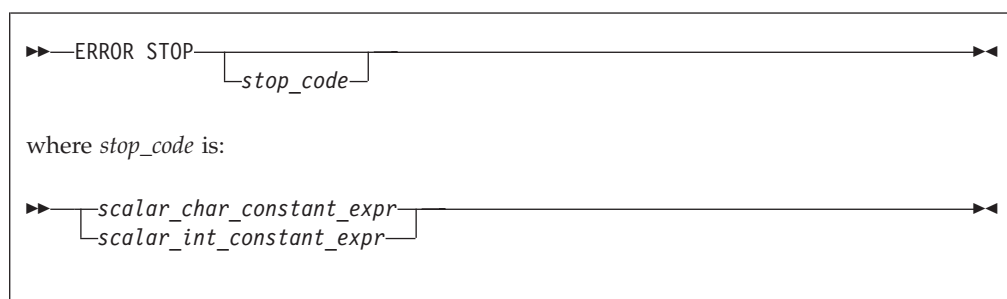 ERROR STOP
stop_code
where stop_code is:
scalar_char_constant_expr
scalar_int_constant_expr